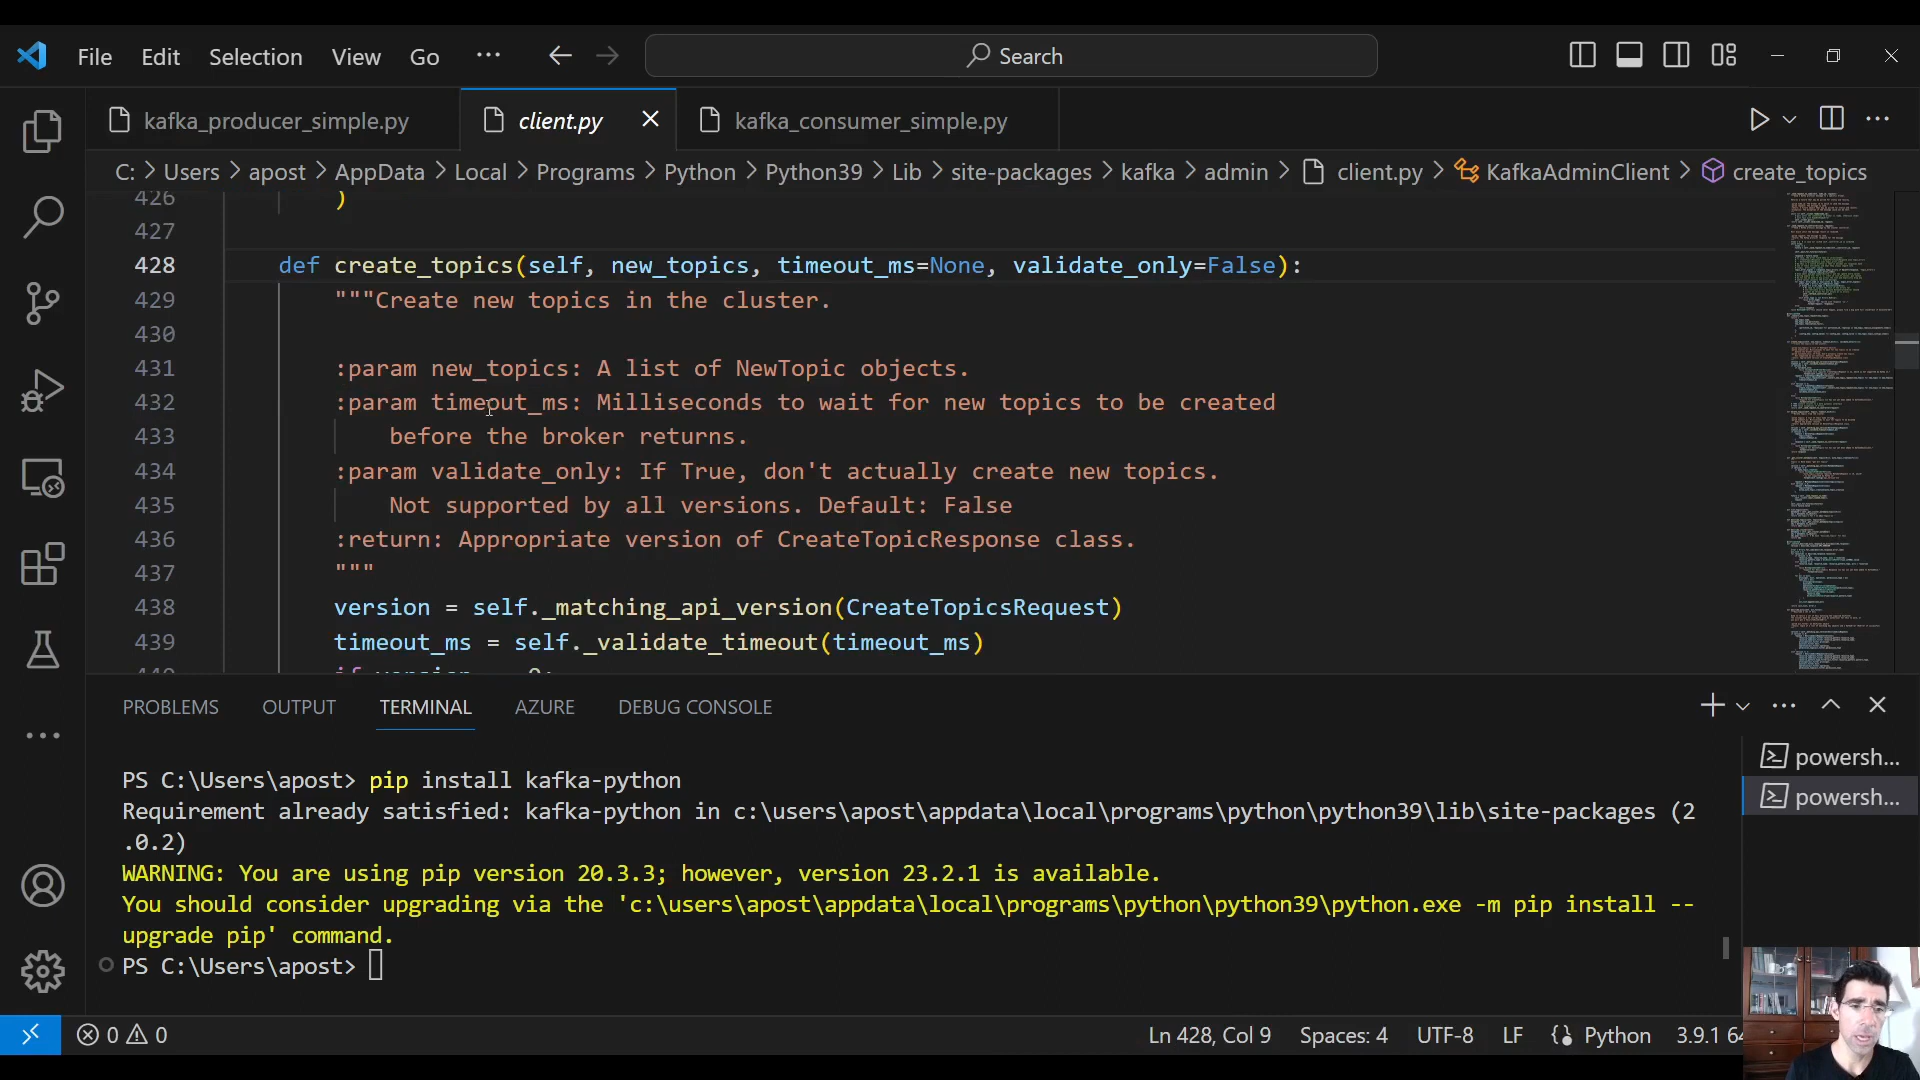 File Edit Selection View Go ··· Search
kafka_producer_simple.py client.py kafka_consumer_simple.py
C: > Users > apost > AppData > Local > Programs > Python > Python39 > Lib > site-packages > kafka > admin > client.py > KafkaAdminClient > create_topics
426 )
427
428 def create_topics(self, new_topics, timeout_ms=None, validate_only=False):
429 """Create new topics in the cluster.
430
431 :param new_topics: A list of NewTopic objects.
432 :param timeout_ms: Milliseconds to wait for new topics to be created
433 before the broker returns.
434 :param validate_only: If True, don't actually create new topics.
435 Not supported by all versions. Default: False
436 :return: Appropriate version of CreateTopicResponse class.
437 """
438 version = self._matching_api_version(CreateTopicsRequest)
439 timeout_ms = self._validate_timeout(timeout_ms)
PROBLEMS OUTPUT TERMINAL AZURE DEBUG CONSOLE
PS C:\Users\apost> pip install kafka-python
Requirement already satisfied: kafka-python in c:\users\apost\appdata\local\programs\python\python39\lib\site-packages (2
.0.2)
WARNING: You are using pip version 20.3.3; however, version 23.2.1 is available.
You should consider upgrading via the 'c:\users\apost\appdata\local\programs\python\python39\python.exe -m pip install --
upgrade pip' command.
PS C:\Users\apost>
powersh...
powersh...
0 0 Ln 428, Col 9 Spaces: 4 UTF-8 LF Python 3.9.1 64